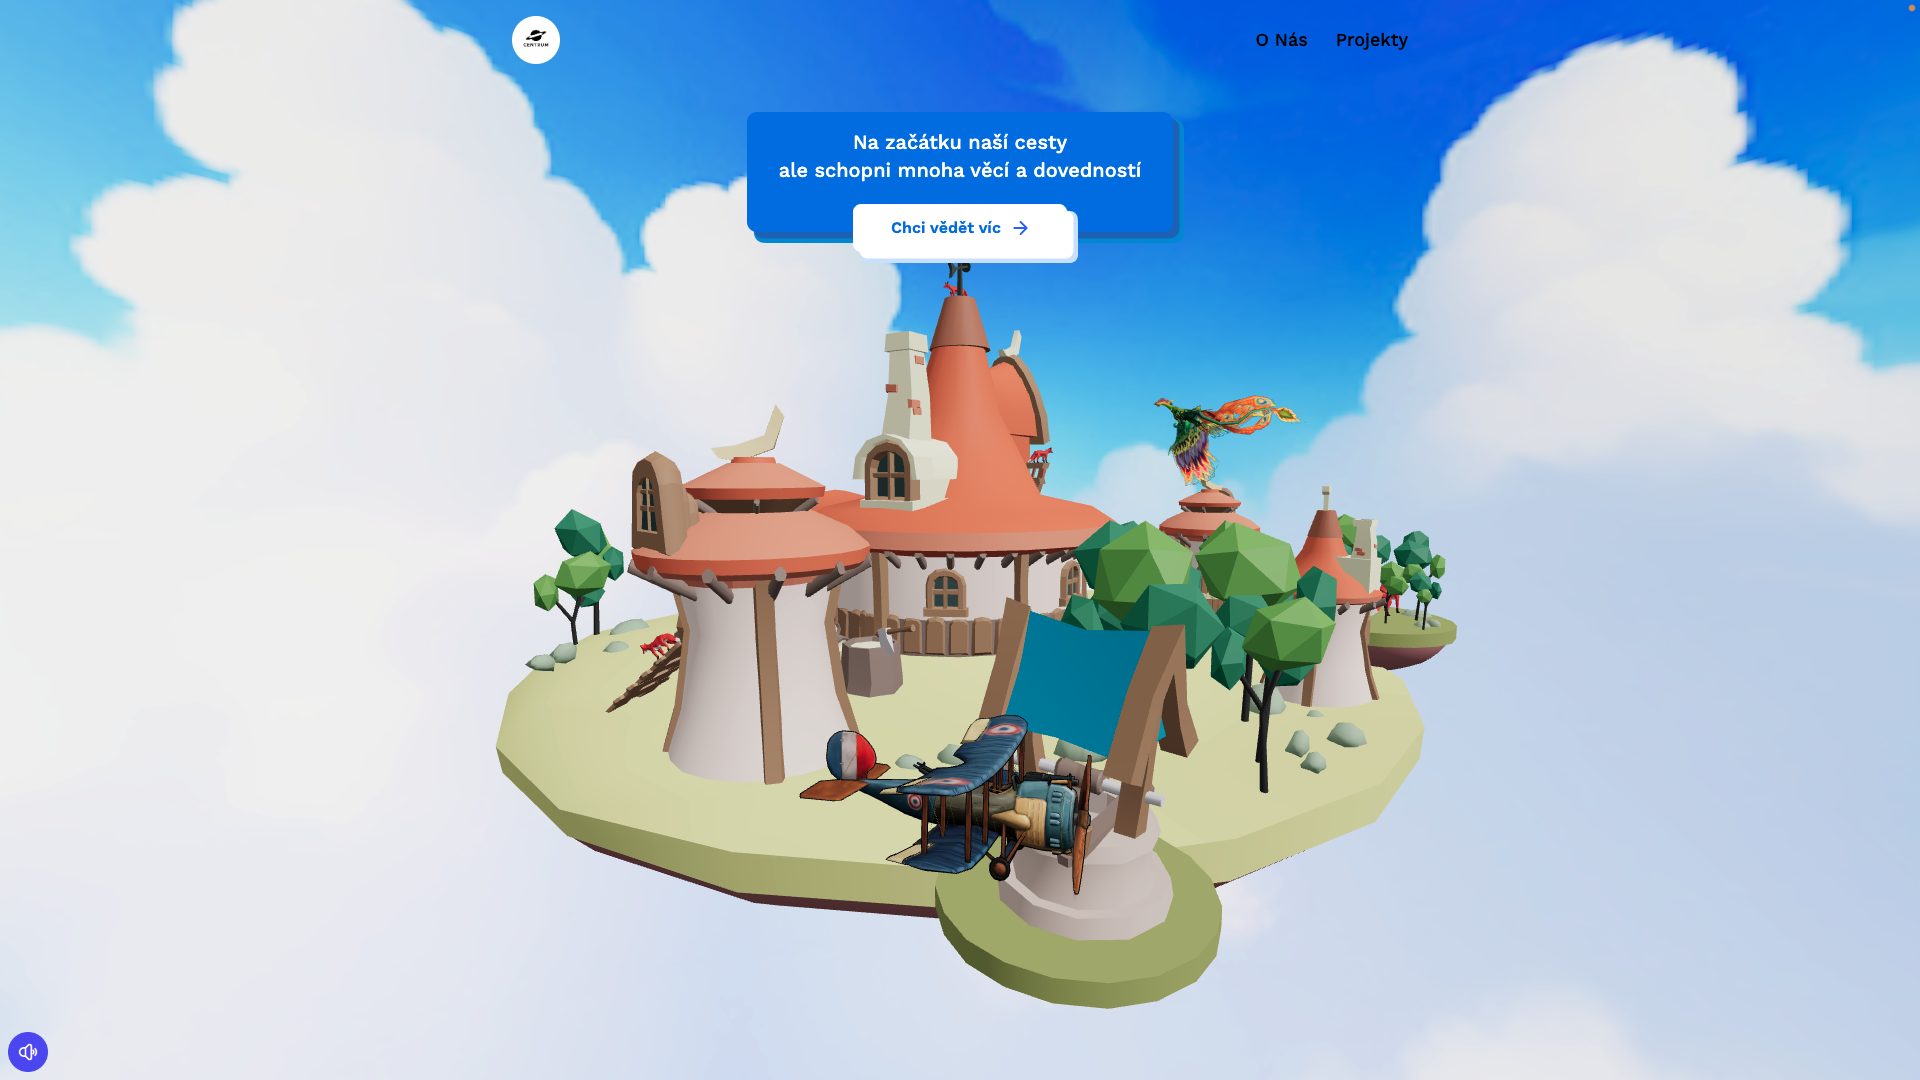 CENTRUM
O Nás
Projekty
Na začátku naší cesty
ale schopni mnoha věcí a dovedností
Chci vědět víc